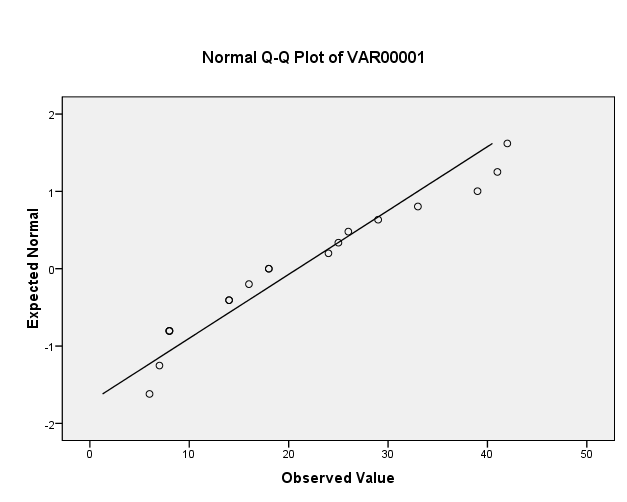 Normal Q-Q Plot of VAR00001
2
1
0
-1
-2
Expected Normal
0 10 20 30 40 50
Observed Value